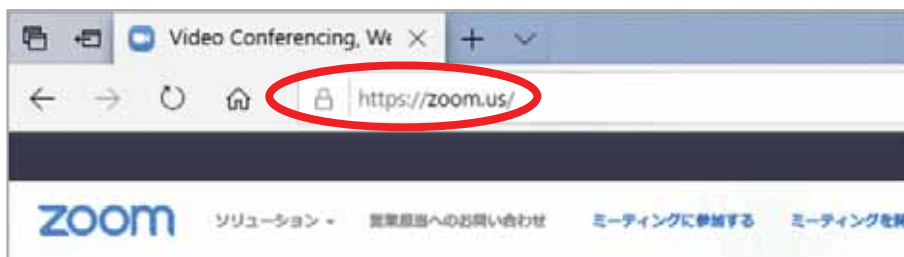 Video Conferencing, We
https://zoom.us/
zoom ソリューション 営業担当へのお問い合わせ ミーティングに参加する ミーティングを開